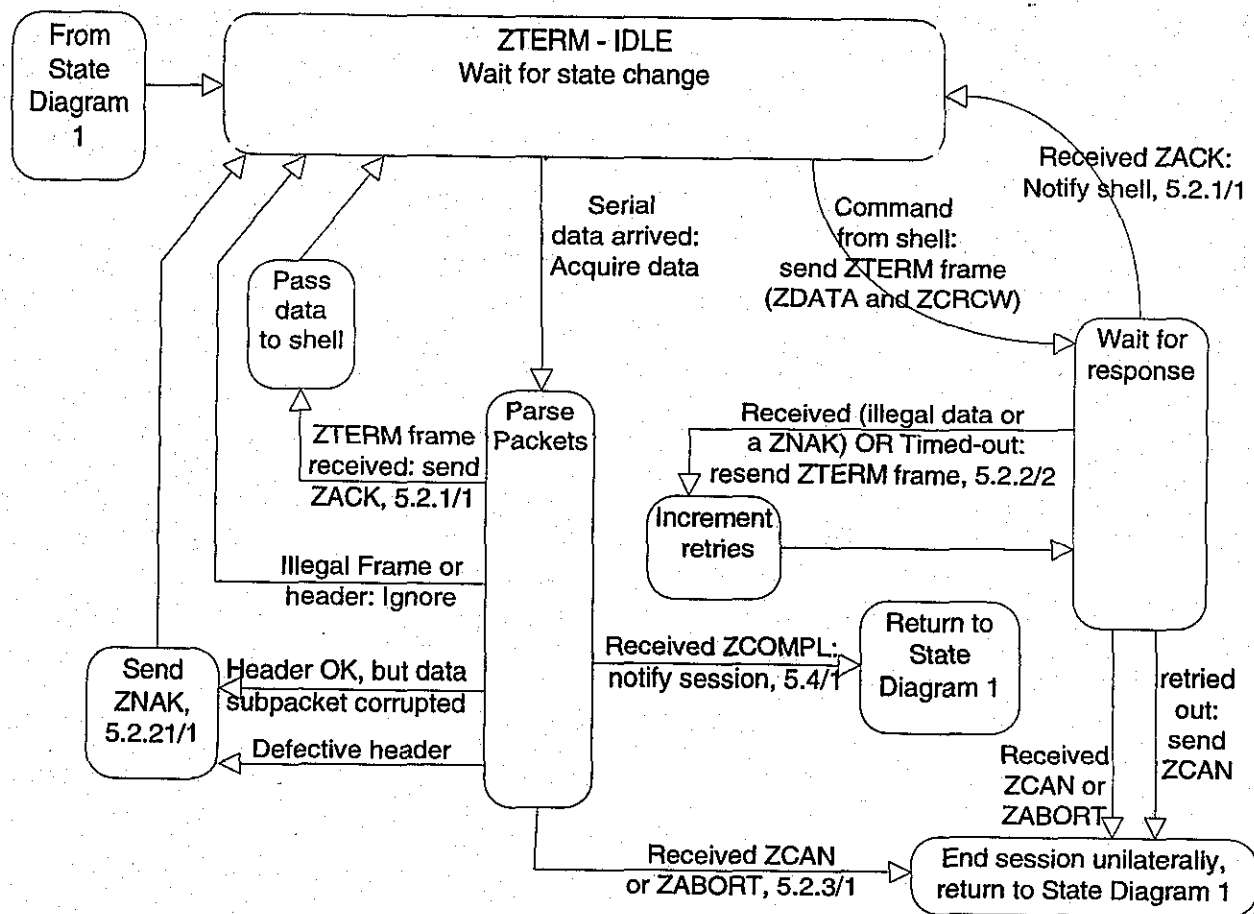 From
State
Diagram
1
ZTERM - IDLE
Wait for state change
Received ZACK:
Notify shell, 5.2.1/1
Serial
data arrived:
Acquire data
Command
from shell:
send ZTERM frame
(ZDATA and ZCRCW)
Pass
data
to shell
Wait for
response
Parse
Packets
Received (illegal data or
a ZNAK) OR Timed-out:
resend ZTERM frame, 5.2.2/2
ZTERM frame
received: send
ZACK, 5.2.1/1
Increment
retries
Illegal Frame or
header: Ignore
Received ZCOMPL:
notify session, 5.4/1
Return to
State
Diagram 1
Send
ZNAK,
5.2.21/1
Header OK, but data
subpacket corrupted
Defective header
retried
out:
send
ZCAN
Received
ZCAN or
ZABORT
Received ZCAN
or ZABORT, 5.2.3/1
End session unilaterally,
return to State Diagram 1